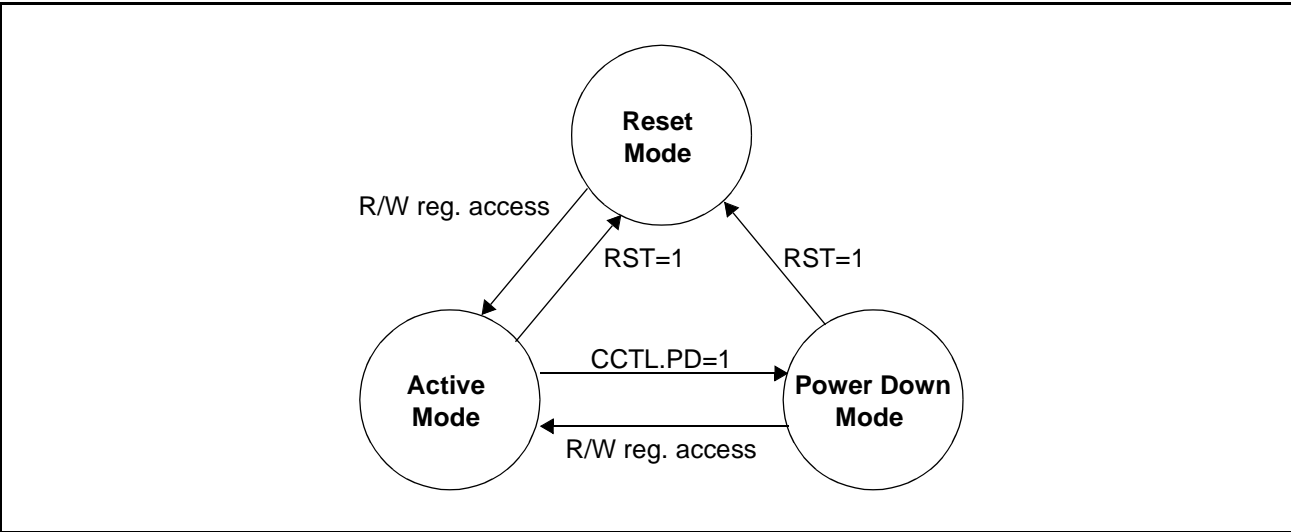 Reset
Mode
R/W reg. access
RST=1
RST=1
CCTL.PD=1
Active
Mode
Power Down
Mode
R/W reg. access